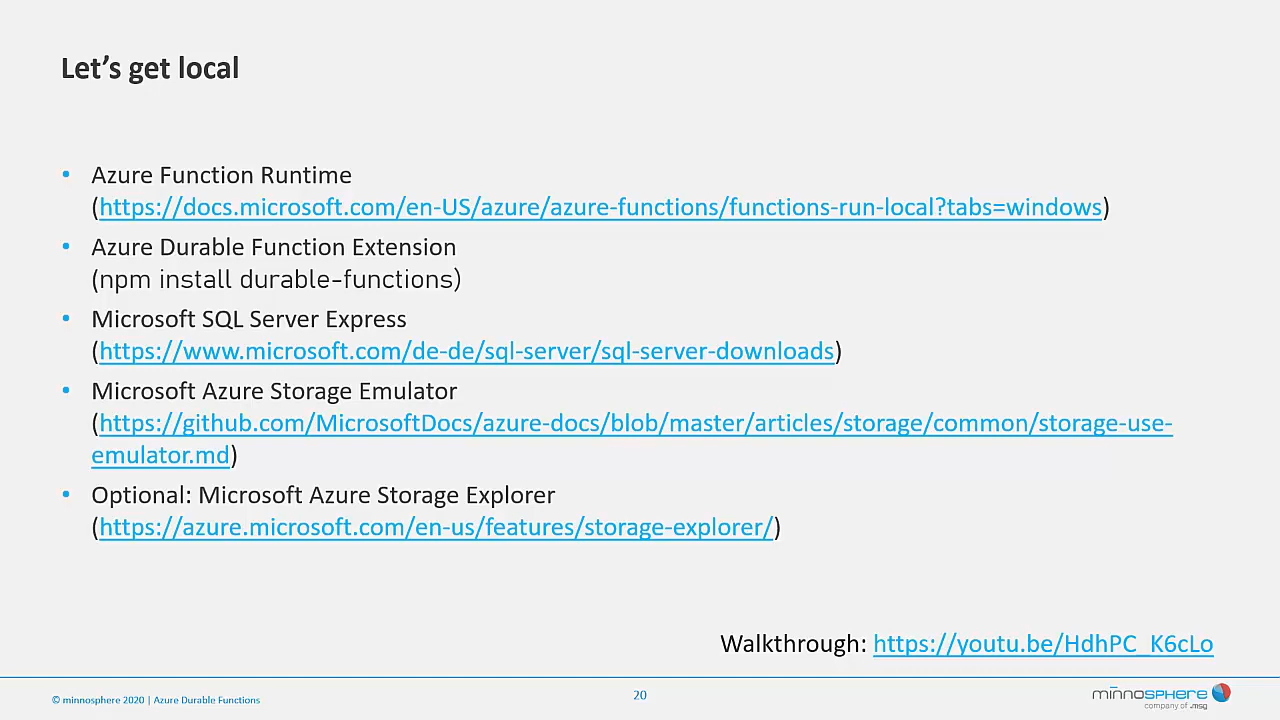 Let's get local
• Azure Function Runtime
(https://docs.microsoft.com/en-US/azure/azure-functions/functions-run-local?tabs=windows)
• Azure Durable Function Extension
(npm install durable-functions)
• Microsoft SQL Server Express
(https://www.microsoft.com/de-de/sql-server/sql-server-downloads)
• Microsoft Azure Storage Emulator
(https://github.com/MicrosoftDocs/azure-docs/blob/master/articles/storage/common/storage-use-
emulator.md)
• Optional: Microsoft Azure Storage Explorer
(https://azure.microsoft.com/en-us/features/storage-explorer/)
Walkthrough: https://youtu.be/HdhPC_K6cLo
© minnosphere 2020 | Azure Durable Functions
20
minnosphere
company of .msg